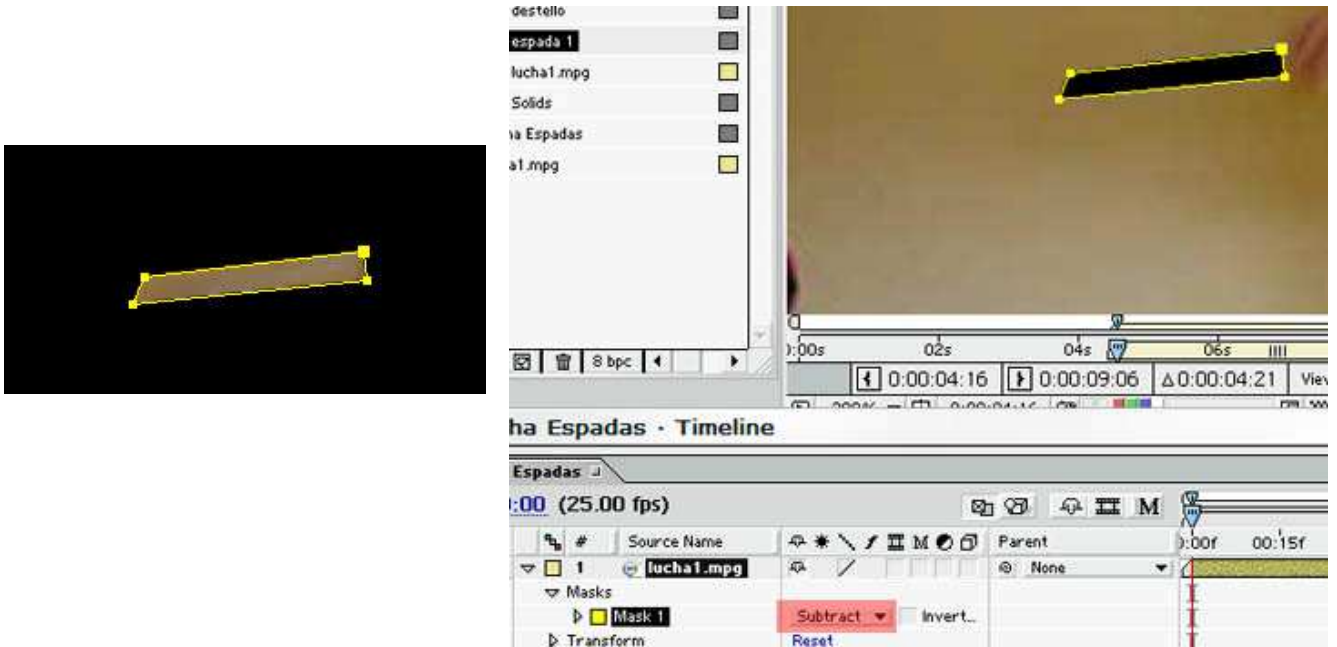 destello
espada 1
lucha1.mpg
Solids
ha Espadas
a1.mpg
8 bpc
):00s 02s 04s 06s
0:00:04:16 0:00:09:06 Δ0:00:04:21 View
ha Espadas · Timeline
Espadas
:00 (25.00 fps) M
# Source Name M Parent ):00f 00:15f
1 lucha1.mpg None
Masks
Mask 1 Subtract Invert...
Transform Reset